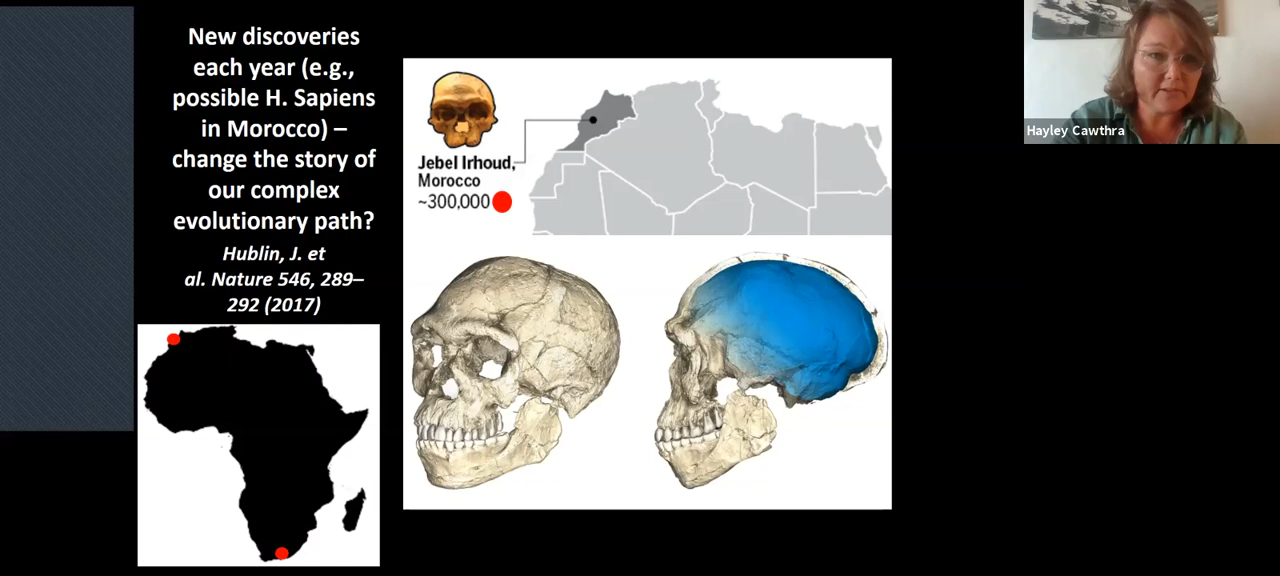 New discoveries
each year (e.g.,
possible H. Sapiens
in Morocco) –
change the story of
our complex
evolutionary path?
Hublin, J. et
al. Nature 546, 289–
292 (2017)
Jebel Irhoud,
Morocco
~300,000
Hayley Cawthra